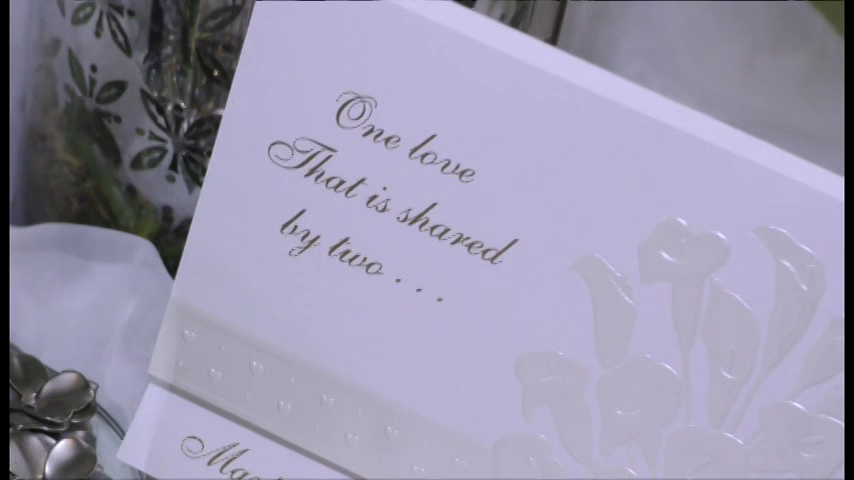 One love
That is shared
by two . . .